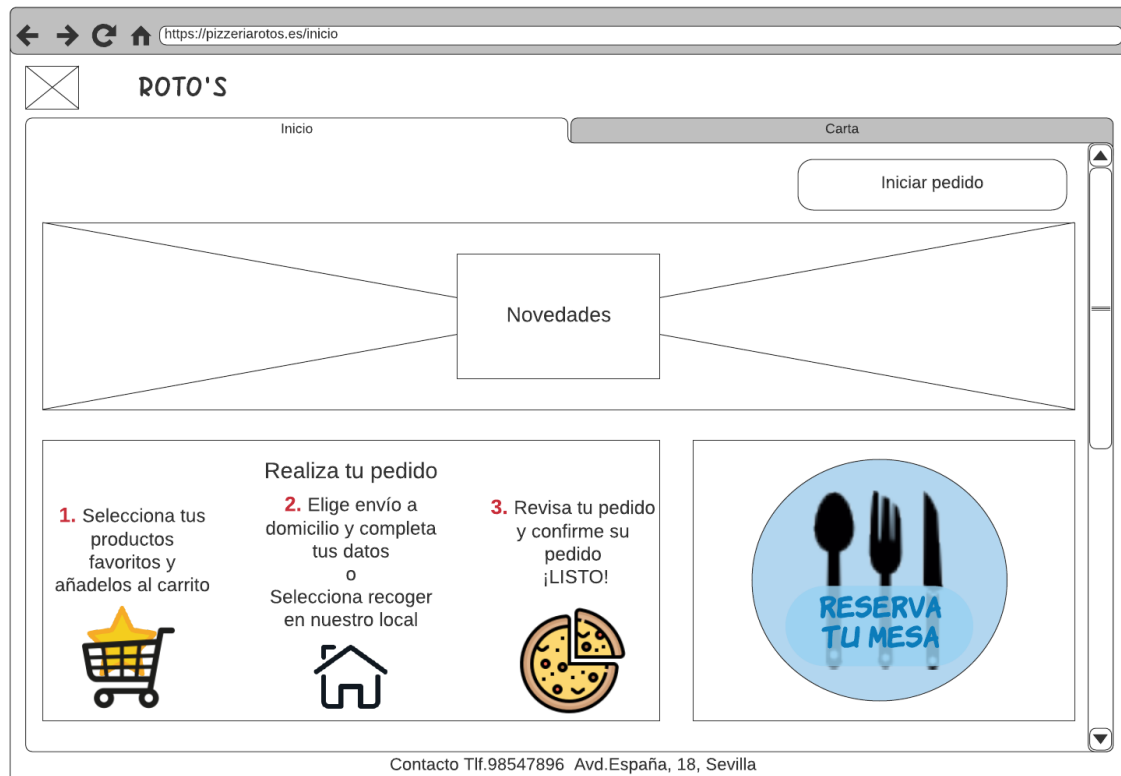 https://pizzeriarotos.es/inicio
ROTO'S
Inicio
Carta
Iniciar pedido
Novedades
Realiza tu pedido
1. Selecciona tus
productos
favoritos y
añadelos al carrito
2. Elige envío a
domicilio y completa
tus datos
o
Selecciona recoger
en nuestro local
3. Revisa tu pedido
y confirme su
pedido
¡LISTO!
RESERVA
TU MESA
Contacto Tlf.98547896 Avd.España, 18, Sevilla